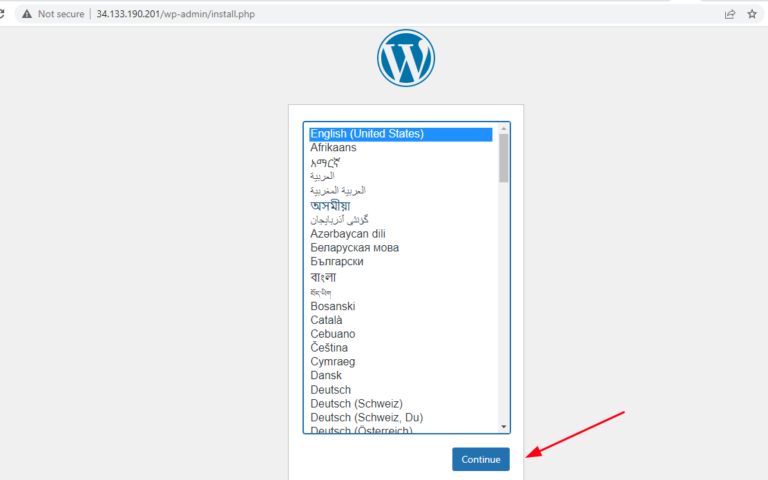 Not secure | 34.133.190.201/wp-admin/install.php
English (United States)
Afrikaans
አማርኛ
العربية
العربية المغربية
অসমীয়া
گؤنئی آذربایجان
Azərbaycan dili
Беларуская мова
Български
বাংলা
བོད་ཡིག
Bosanski
Català
Cebuano
Čeština
Cymraeg
Dansk
Deutsch
Deutsch (Schweiz)
Deutsch (Schweiz, Du)
Deutsch (Österreich)
Continue